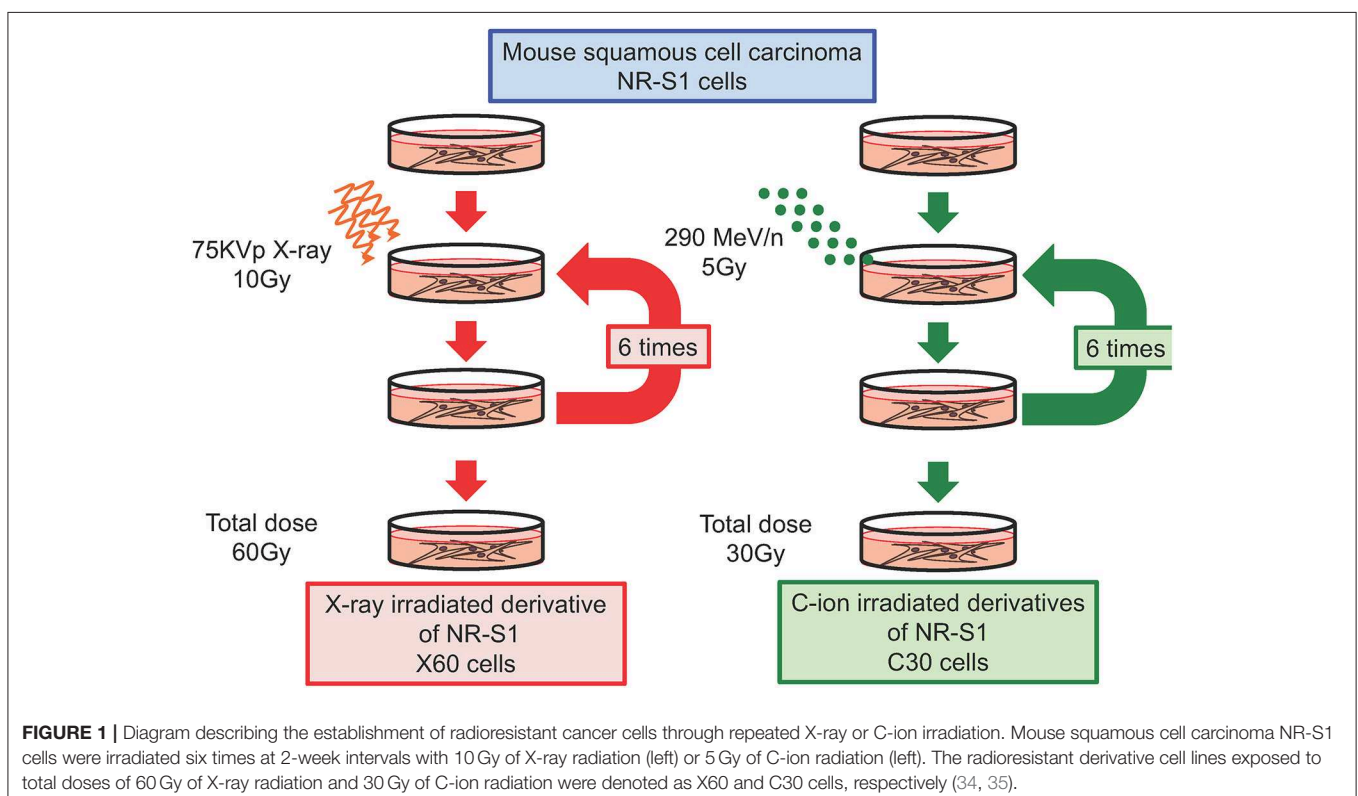 Mouse squamous cell carcinoma
NR-S1 cells
75KVp X-ray
10Gy
6 times
Total dose
60Gy
X-ray irradiated derivative
of NR-S1
X60 cells
290 MeV/n
5Gy
6 times
Total dose
30Gy
C-ion irradiated derivatives
of NR-S1
C30 cells
FIGURE 1 | Diagram describing the establishment of radioresistant cancer cells through repeated X-ray or C-ion irradiation. Mouse squamous cell carcinoma NR-S1
cells were irradiated six times at 2-week intervals with 10 Gy of X-ray radiation (left) or 5 Gy of C-ion radiation (left). The radioresistant derivative cell lines exposed to
total doses of 60 Gy of X-ray radiation and 30 Gy of C-ion radiation were denoted as X60 and C30 cells, respectively (34, 35).